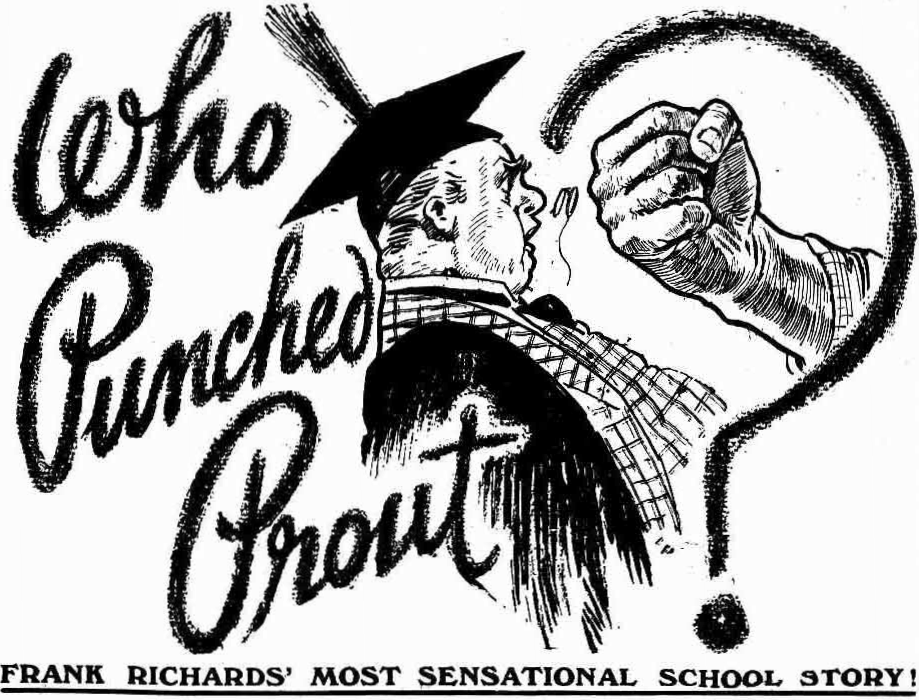 Who
Punched
Prout
?
FRANK RICHARDS' MOST SENSATIONAL SCHOOL STORY!